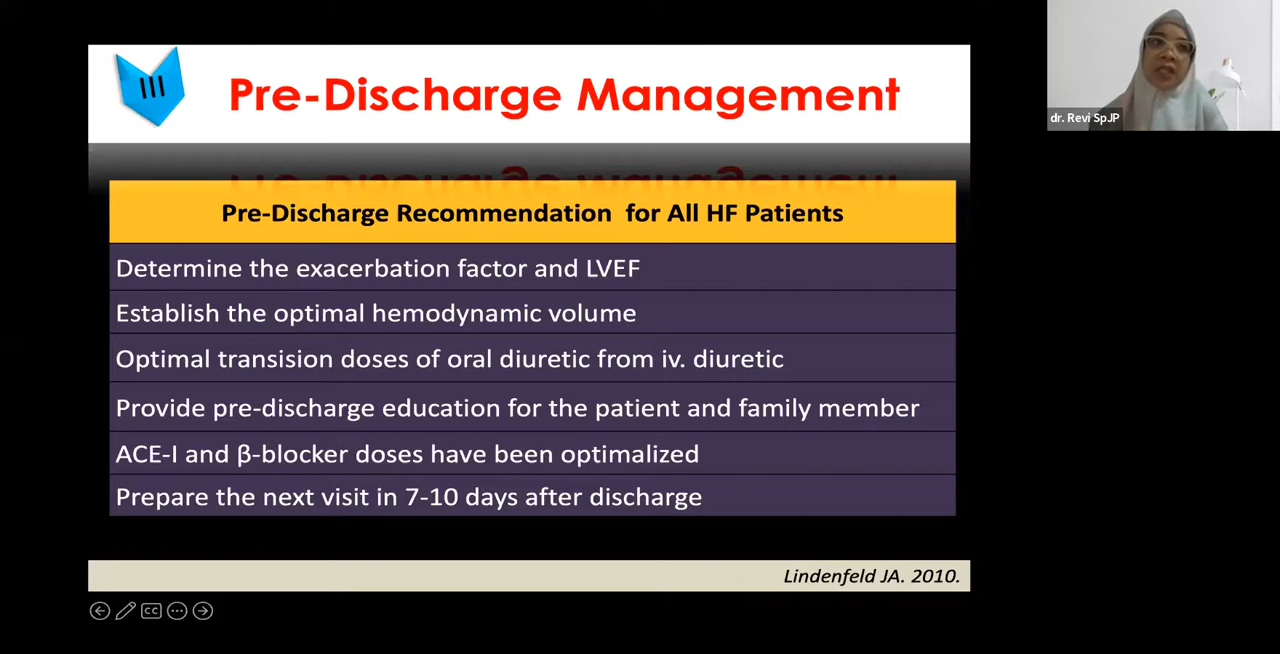 III
Pre-Discharge Management
Pre-Discharge Recommendation for All HF Patients
Determine the exacerbation factor and LVEF
Establish the optimal hemodynamic volume
Optimal transision doses of oral diuretic from iv. diuretic
Provide pre-discharge education for the patient and family member
ACE-I and β-blocker doses have been optimalized
Prepare the next visit in 7-10 days after discharge
Lindenfeld JA. 2010.
CC
dr. Revi SpJP